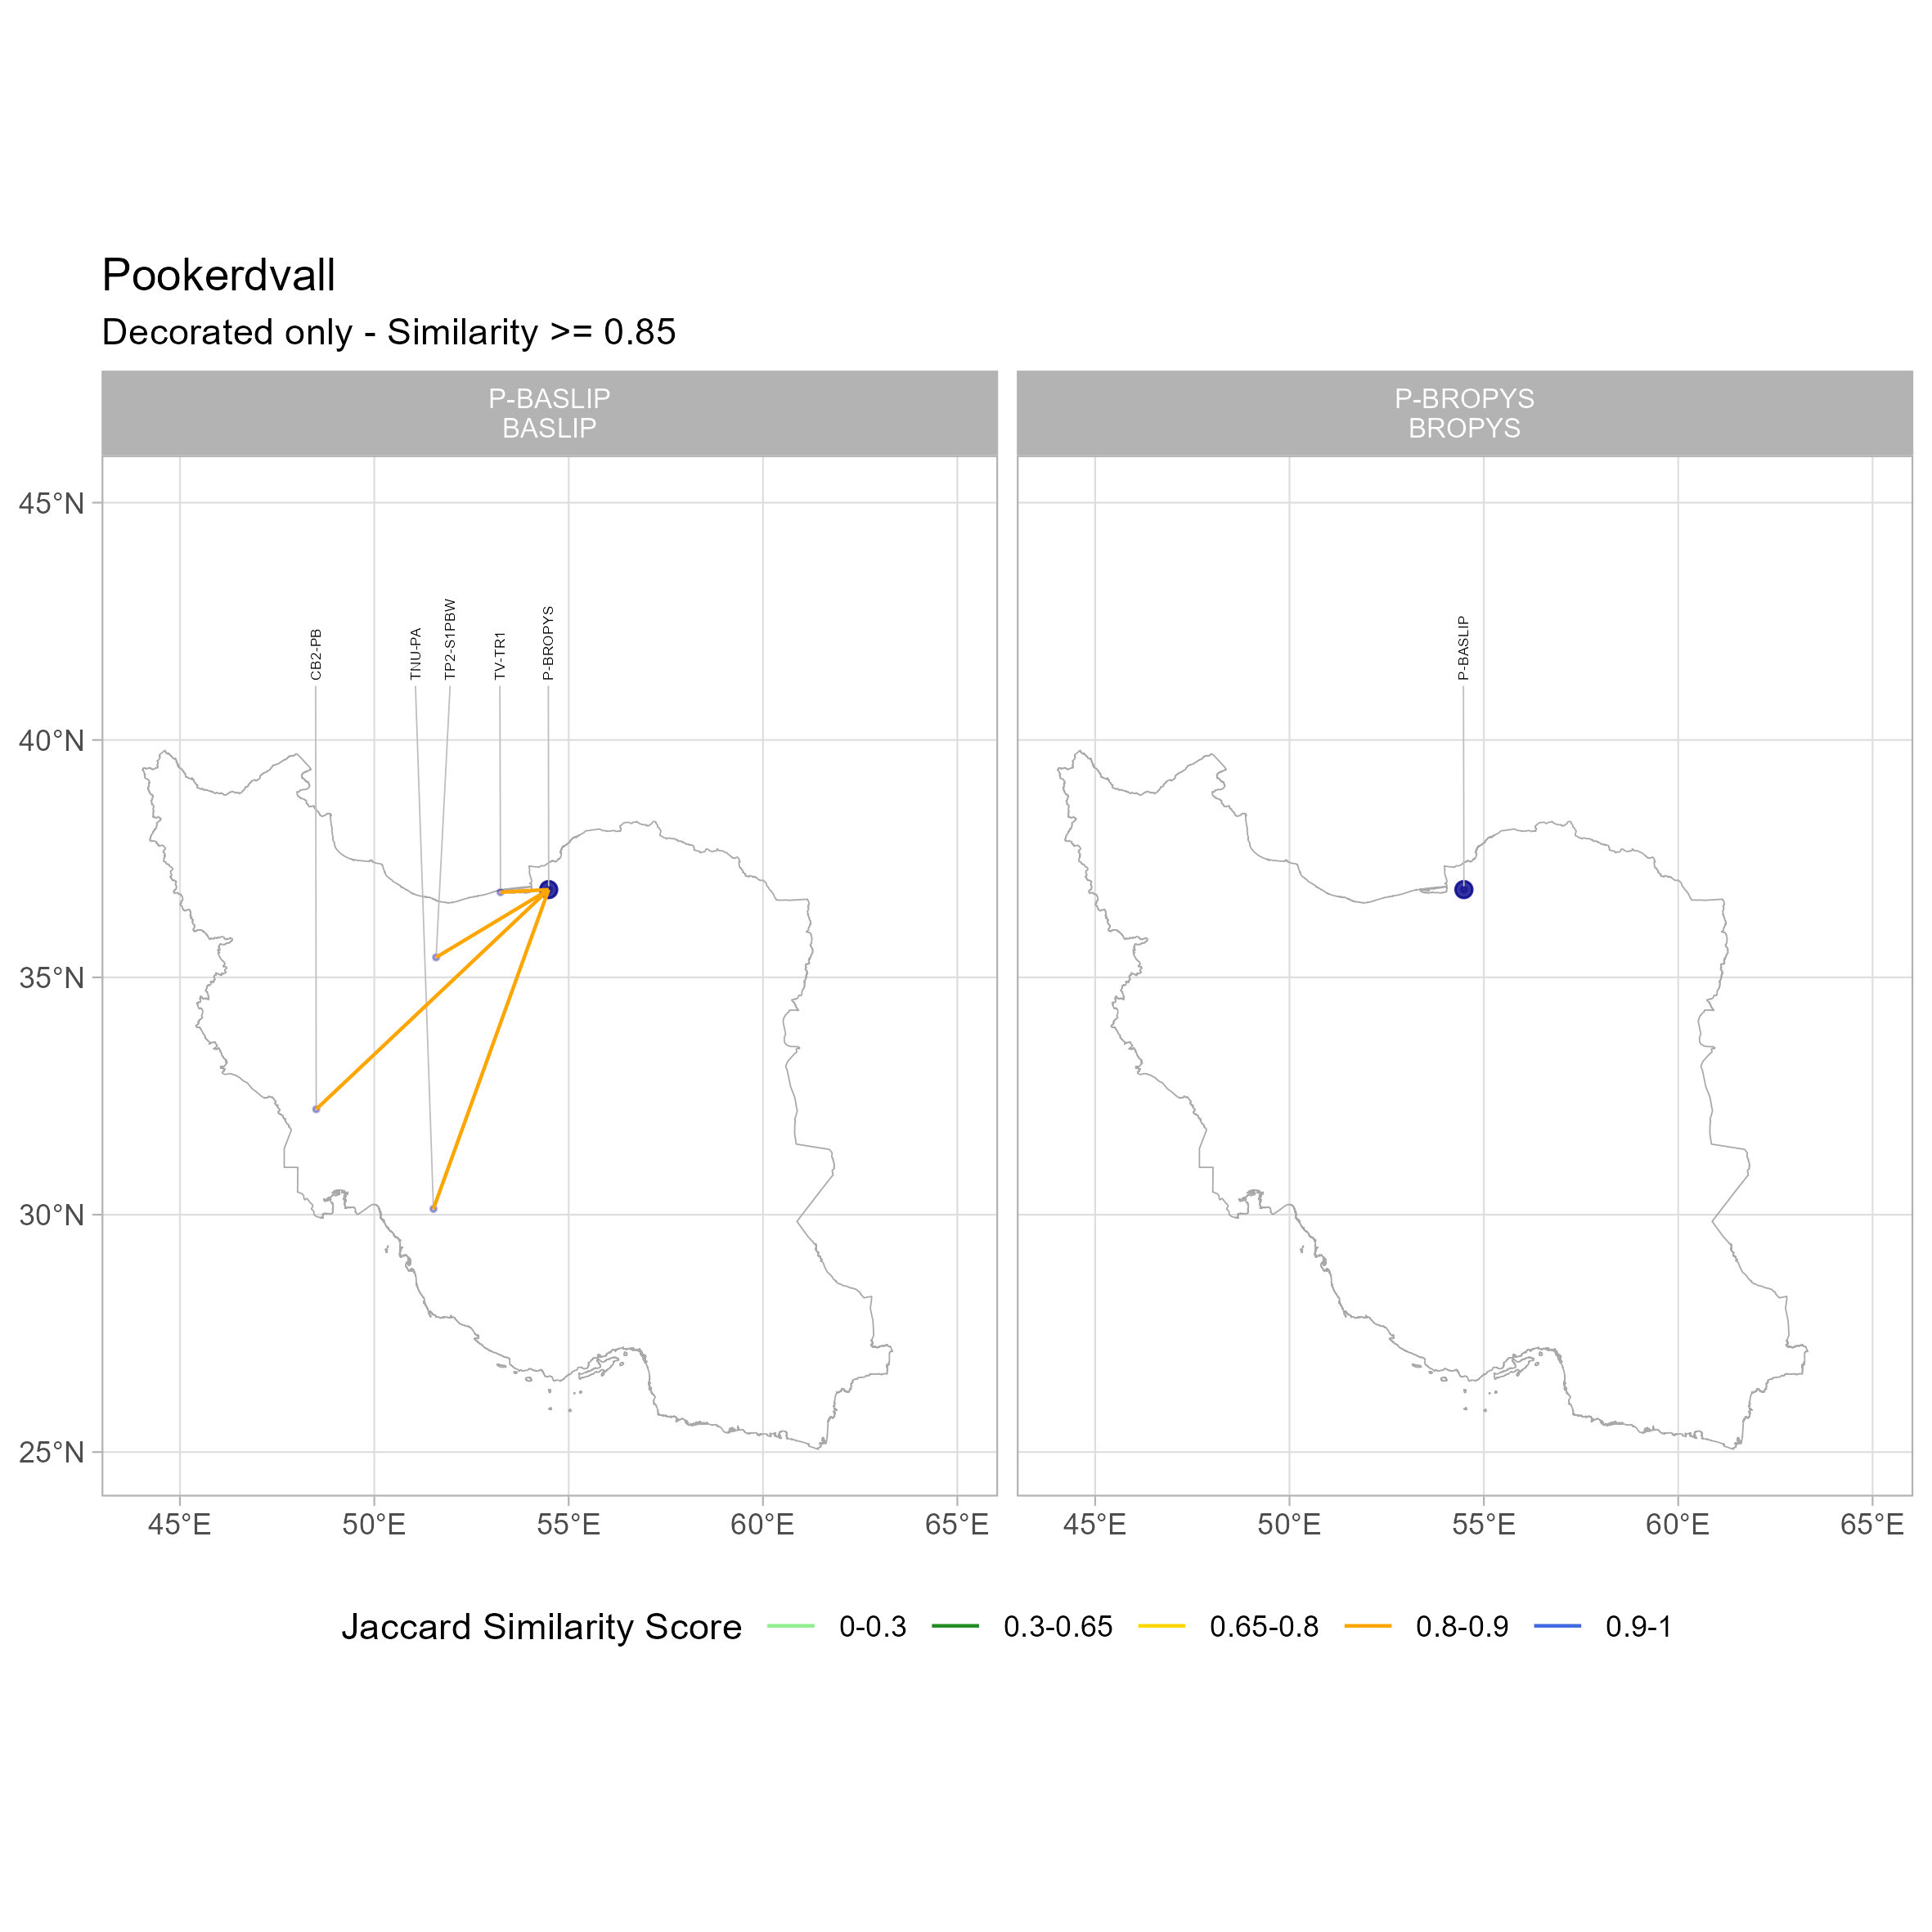 Pookerdvall
Decorated only - Similarity >= 0.85
P-BASLIP
BASLIP
P-BROPYS
BROPYS
45°N
40°N
35°N
30°N
25°N
CB2-PB
TNU-PA
TP2-S1PBW
TV-TR1
P-BROPYS
P-BASLIP
45°E 50°E 55°E 60°E 65°E
45°E 50°E 55°E 60°E 65°E
Jaccard Similarity Score 0-0.3 0.3-0.65 0.65-0.8 0.8-0.9 0.9-1